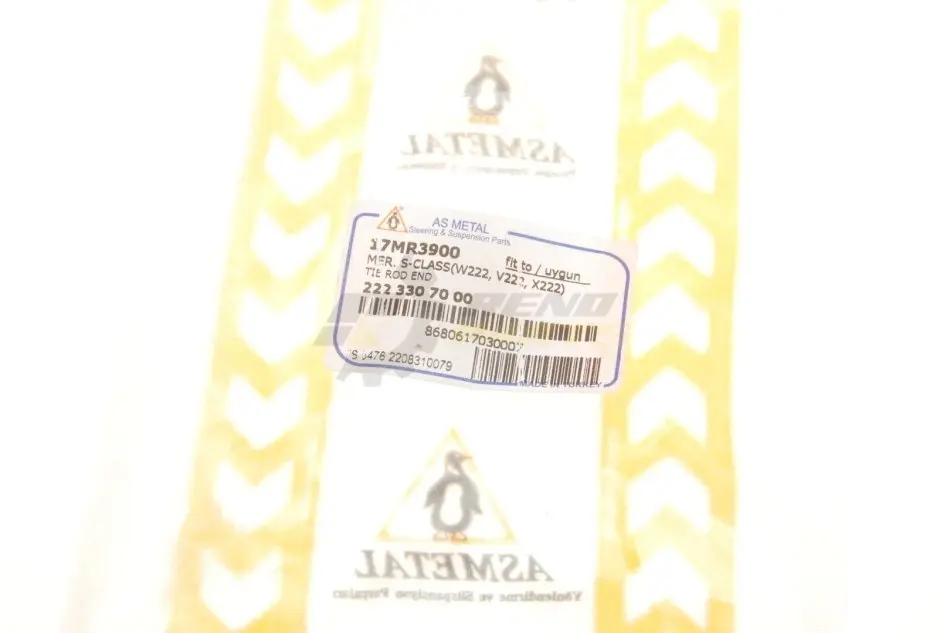 ASMETAL
AS METAL
Steering & Suspension Parts
17MR3900
fit to / uygun
MER. S-CLASS(W222, V222, X222)
TIE ROD END
222 330 70 00
868061703000
2208310079
MADE IN TURKEY
ASMETAL
Yönlendirme ve Süspansiyon Parçaları